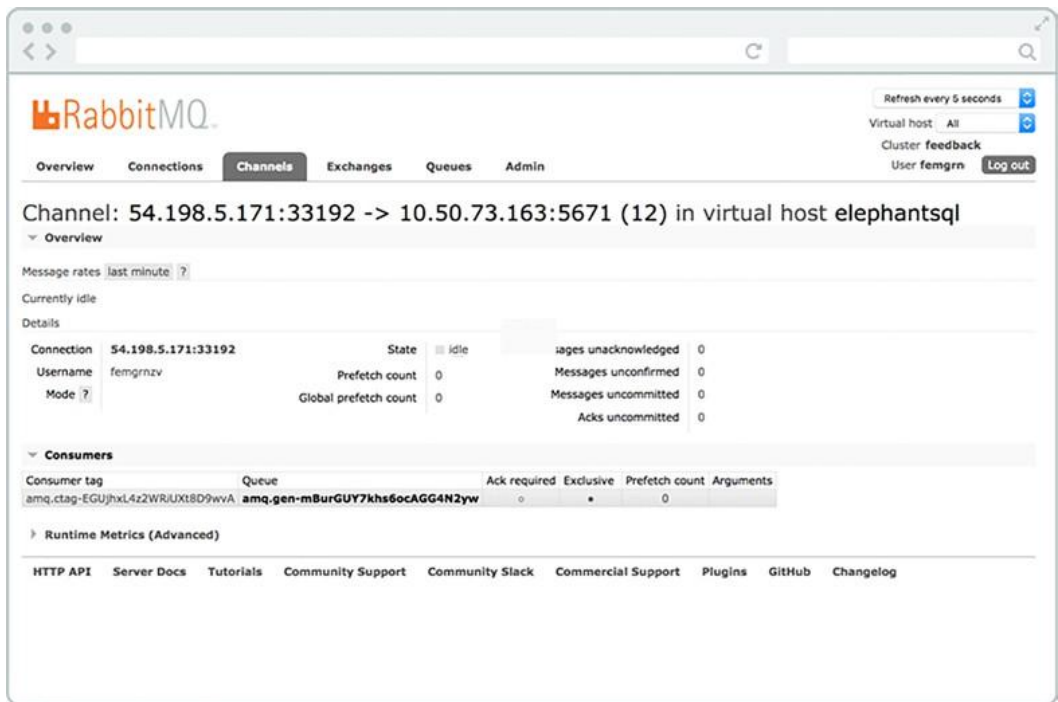 RabbitMQ
Refresh every 5 seconds
Virtual host All
Cluster feedback
User femgrn Log out
Overview Connections Channels Exchanges Queues Admin
Channel: 54.198.5.171:33192 -> 10.50.73.163:5671 (12) in virtual host elephantsql
Overview
Message rates last minute ?
Currently idle
Details
Connection 54.198.5.171:33192 State idle unacknowledged 0
Username femgrnzv Prefetch count 0 Messages unconfirmed 0
Mode ? Global prefetch count 0 Messages uncommitted 0
Acks uncommitted 0
Consumers
Consumer tag Queue Ack required Exclusive Prefetch count Arguments
amq.ctag-EGUjhxL4z2WRiUXt8D9wvA amq.gen-mBurGUY7khs6ocAGG4N2yw ○ ● 0
Runtime Metrics (Advanced)
HTTP API Server Docs Tutorials Community Support Community Slack Commercial Support Plugins GitHub Changelog